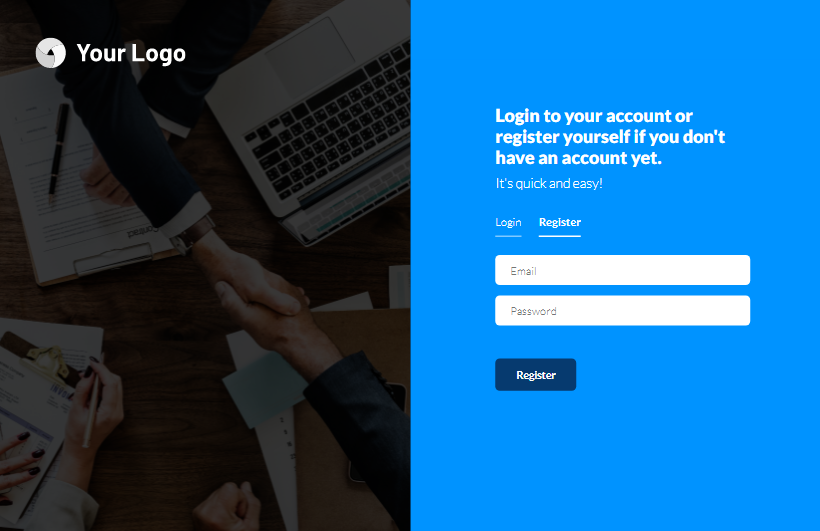 Your Logo
Login to your account or
register yourself if you don't
have an account yet.
It's quick and easy!
Login Register
Email
Password
Register